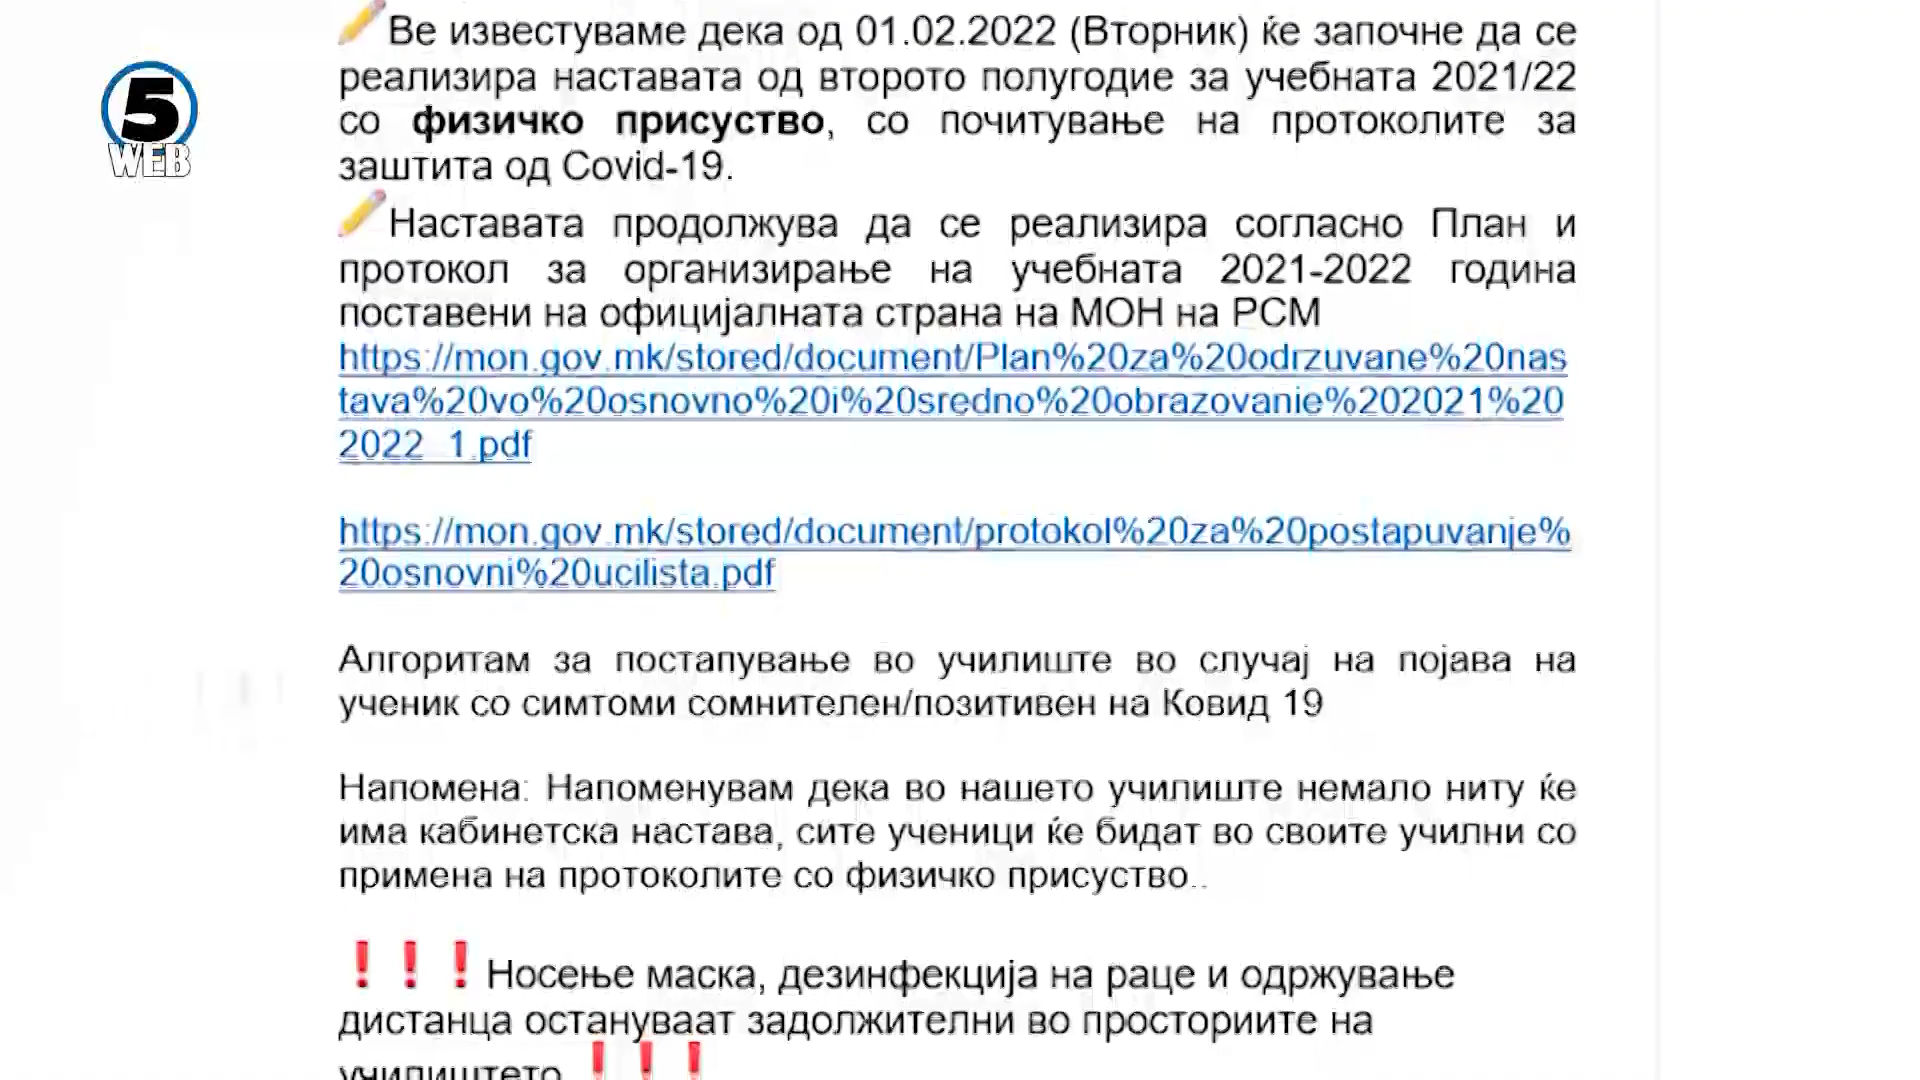 5
WEB
Ве известуваме дека од 01.02.2022 (Вторник) ќе започне да се
реализира наставата од второто полугодие за учебната 2021/22
со физичко присуство, со почитување на протоколите за
заштита од Covid-19.
Наставата продолжува да се реализира согласно План и
протокол за организирање на учебната 2021-2022 година
поставени на официјалната страна на МОН на РСМ
https://mon.gov.mk/stored/document/Plan%20za%20odrzuvane%20nas
tava%20vo%20osnovno%20i%20sredno%20obrazovanie%202021%20
2022_1.pdf
https://mon.gov.mk/stored/document/protokol%20za%20postapuvanje%
20osnovni%20ucilista.pdf
Алгоритам за постапување во училиште во случај на појава на
ученик со симтоми сомнителен/позитивен на Ковид 19
Напомена: Напоменувам дека во нашето училиште немало ниту ќе
има кабинетска настава, сите ученици ќе бидат во своите училни со
примена на протоколите со физичко присуство..
❗❗❗Носење маска, дезинфекција на раце и одржување
дистанца остануваат задолжителни во просториите на
училиштето ❗❗❗